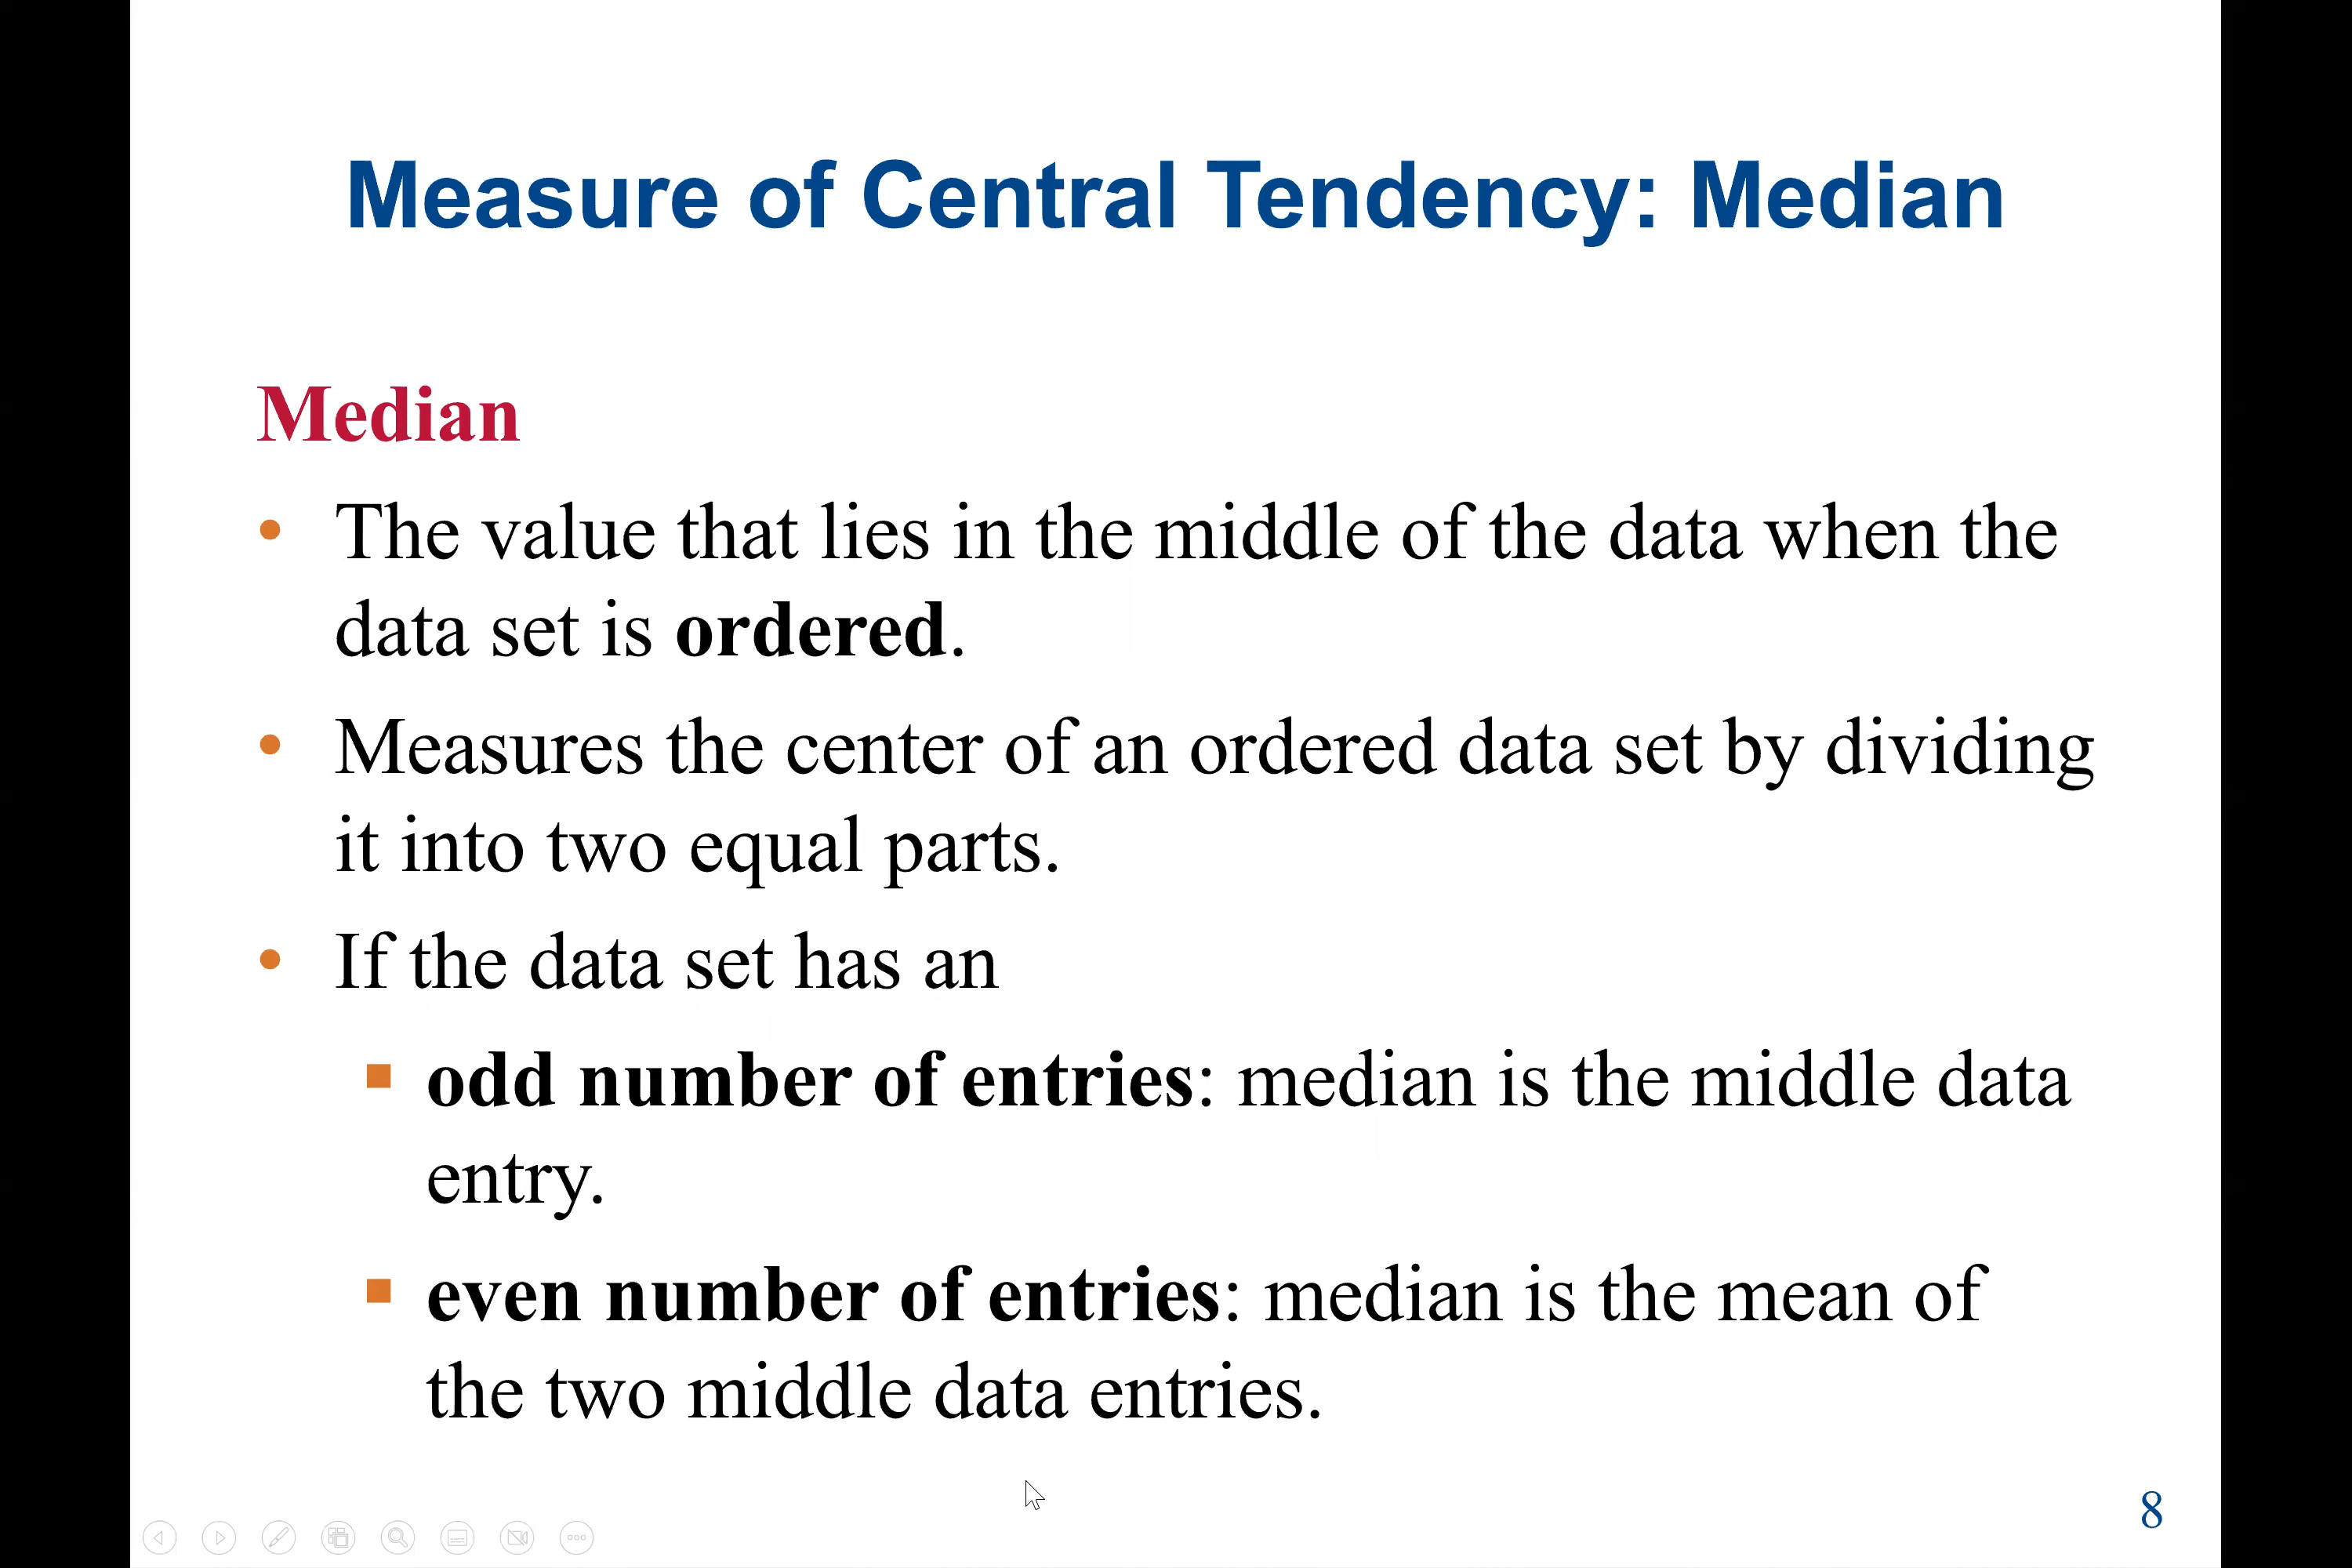 Measure of Central Tendency: Median
Median
• The value that lies in the middle of the data when the
data set is ordered.
• Measures the center of an ordered data set by dividing
it into two equal parts.
• If the data set has an
▪ odd number of entries: median is the middle data
entry.
▪ even number of entries: median is the mean of
the two middle data entries.
8